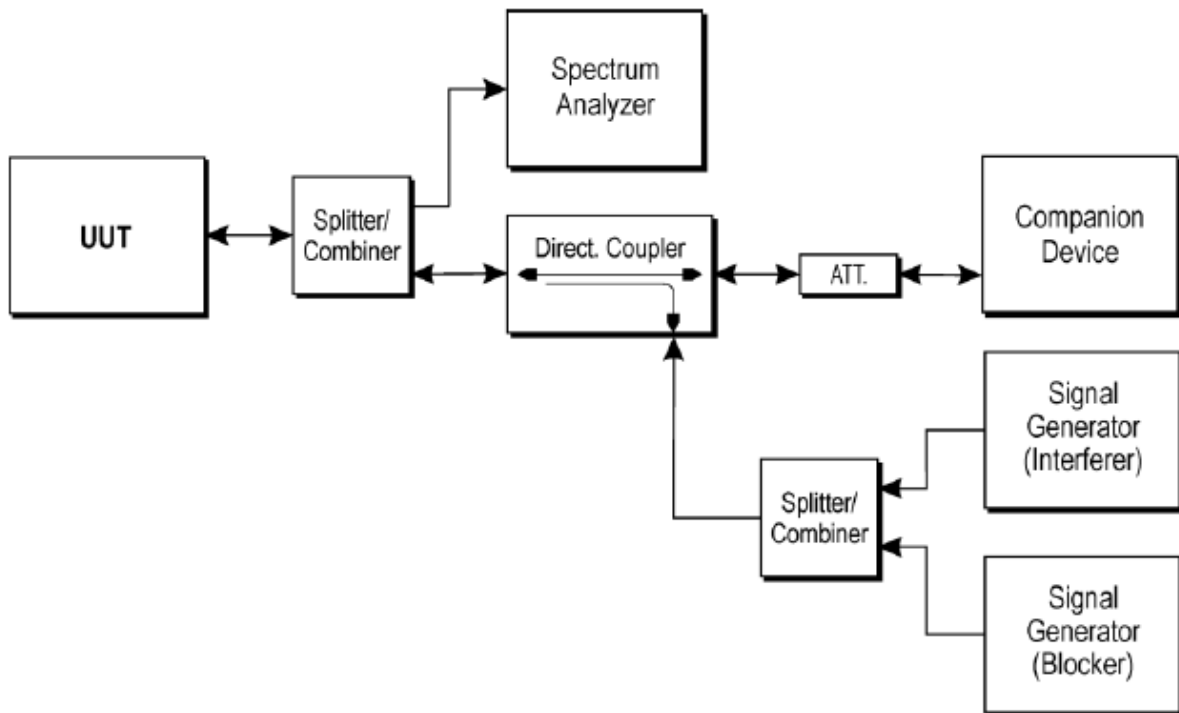 Spectrum
Analyzer
UUT
Splitter/
Combiner
Direct. Coupler
ATT.
Companion
Device
Signal
Generator
(Interferer)
Splitter/
Combiner
Signal
Generator
(Blocker)